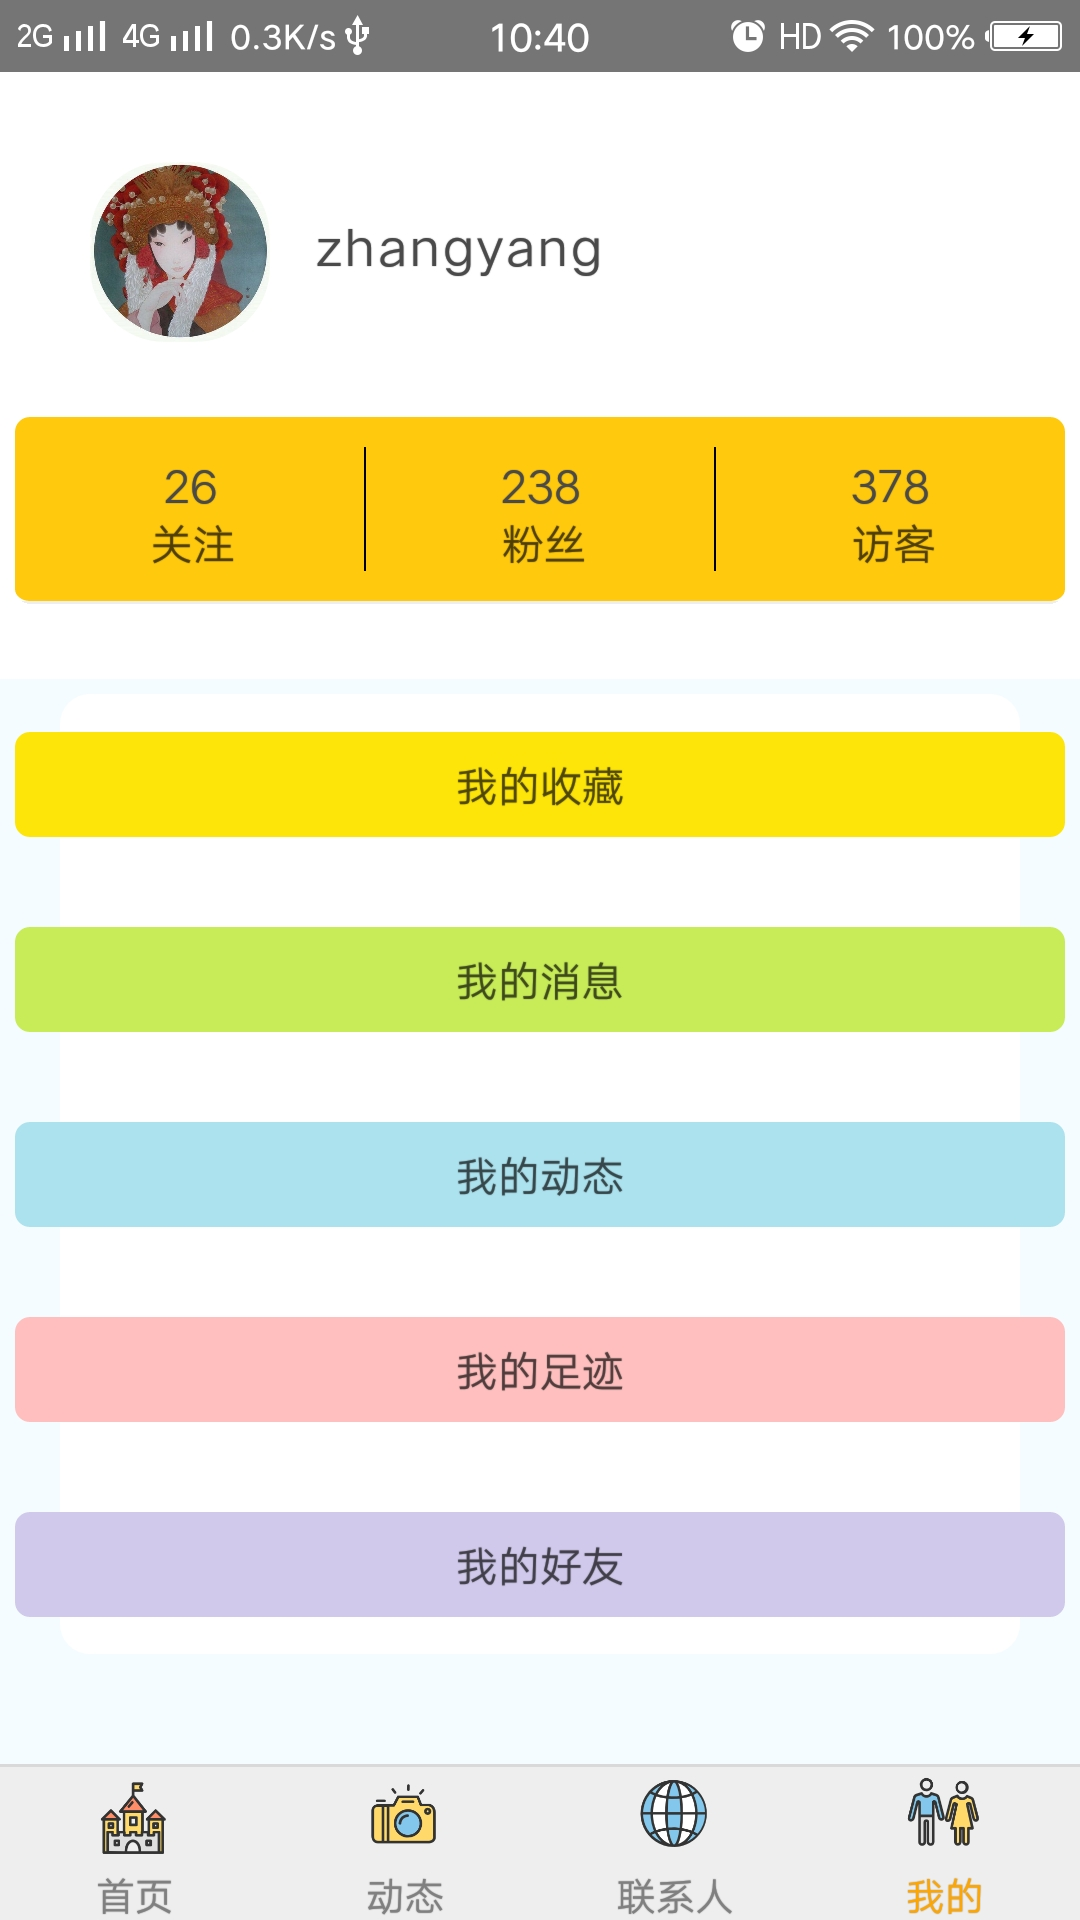 2G 4G 0.3K/s 10:40 HD 100%
zhangyang
26 238 378
关注 粉丝 访客
我的收藏
我的消息
我的动态
我的足迹
我的好友
首页 动态 联系人 我的